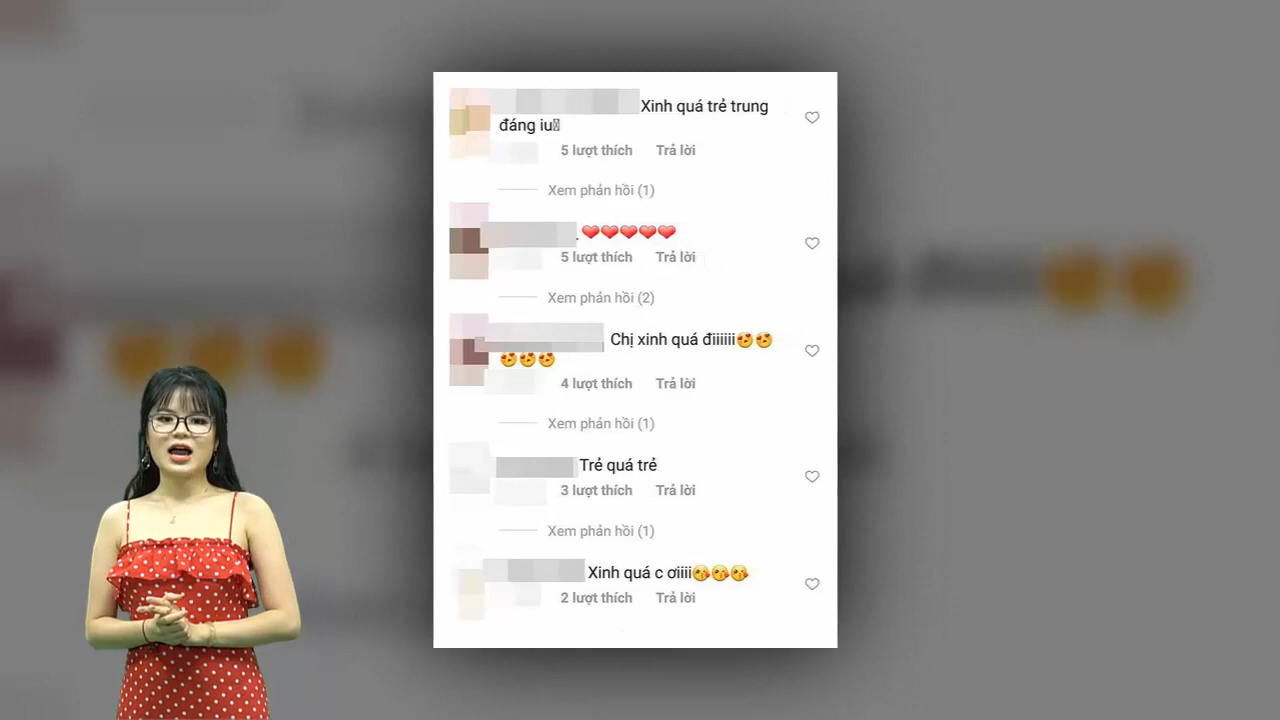 Xinh quá trẻ trung
đáng iu
5 lượt thích Trả lời
Xem phản hồi (1)
❤❤❤❤❤
5 lượt thích Trả lời
Xem phản hồi (2)
Chị xinh quá điiiiii😍😍
😍😍😍
4 lượt thích Trả lời
Xem phản hồi (1)
Trẻ quá trẻ
3 lượt thích Trả lời
Xem phản hồi (1)
Xinh quá c ơiiii😘😘😘
2 lượt thích Trả lời